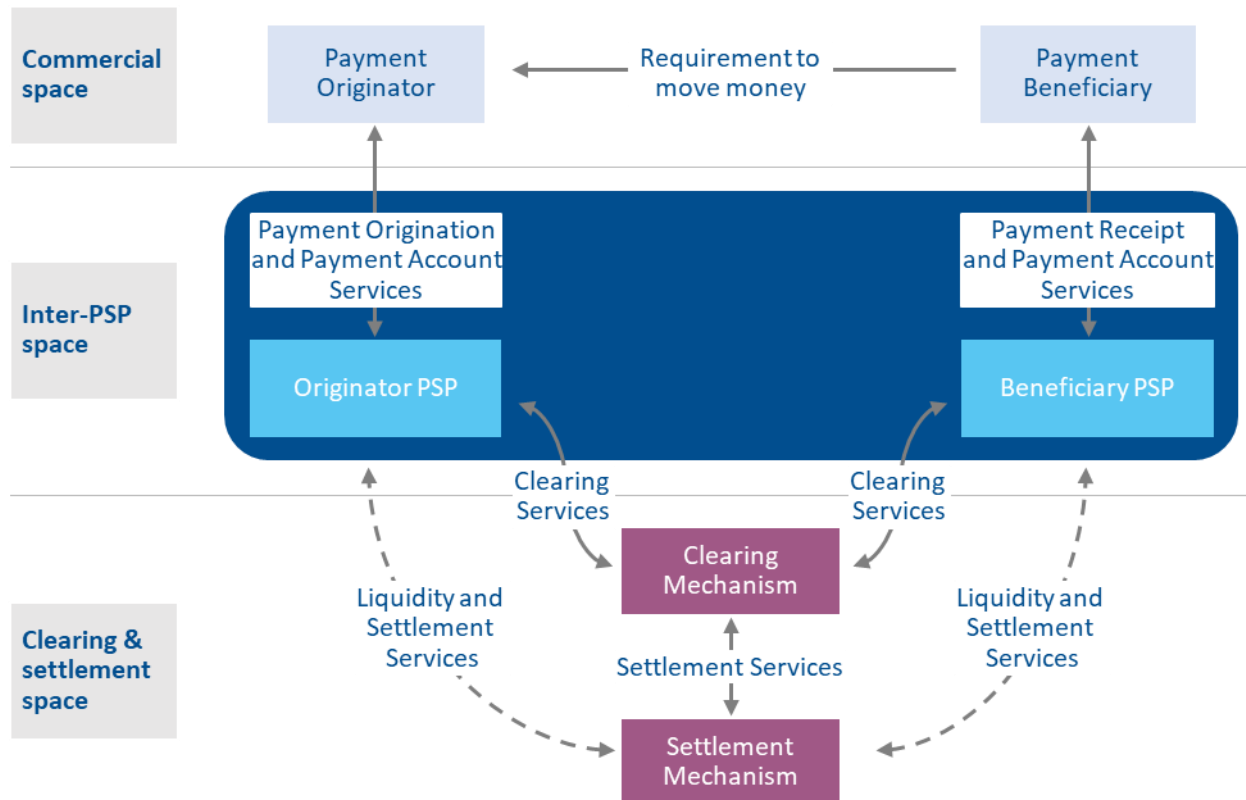 Commercial
space
Payment
Originator
Requirement to
move money
Payment
Beneficiary
Inter-PSP
space
Payment Origination
and Payment Account
Services
Payment Receipt
and Payment Account
Services
Originator PSP
Beneficiary PSP
Clearing
Services
Clearing
Services
Clearing &
settlement
space
Clearing
Mechanism
Liquidity and
Settlement
Services
Liquidity and
Settlement
Services
Settlement Services
Settlement
Mechanism